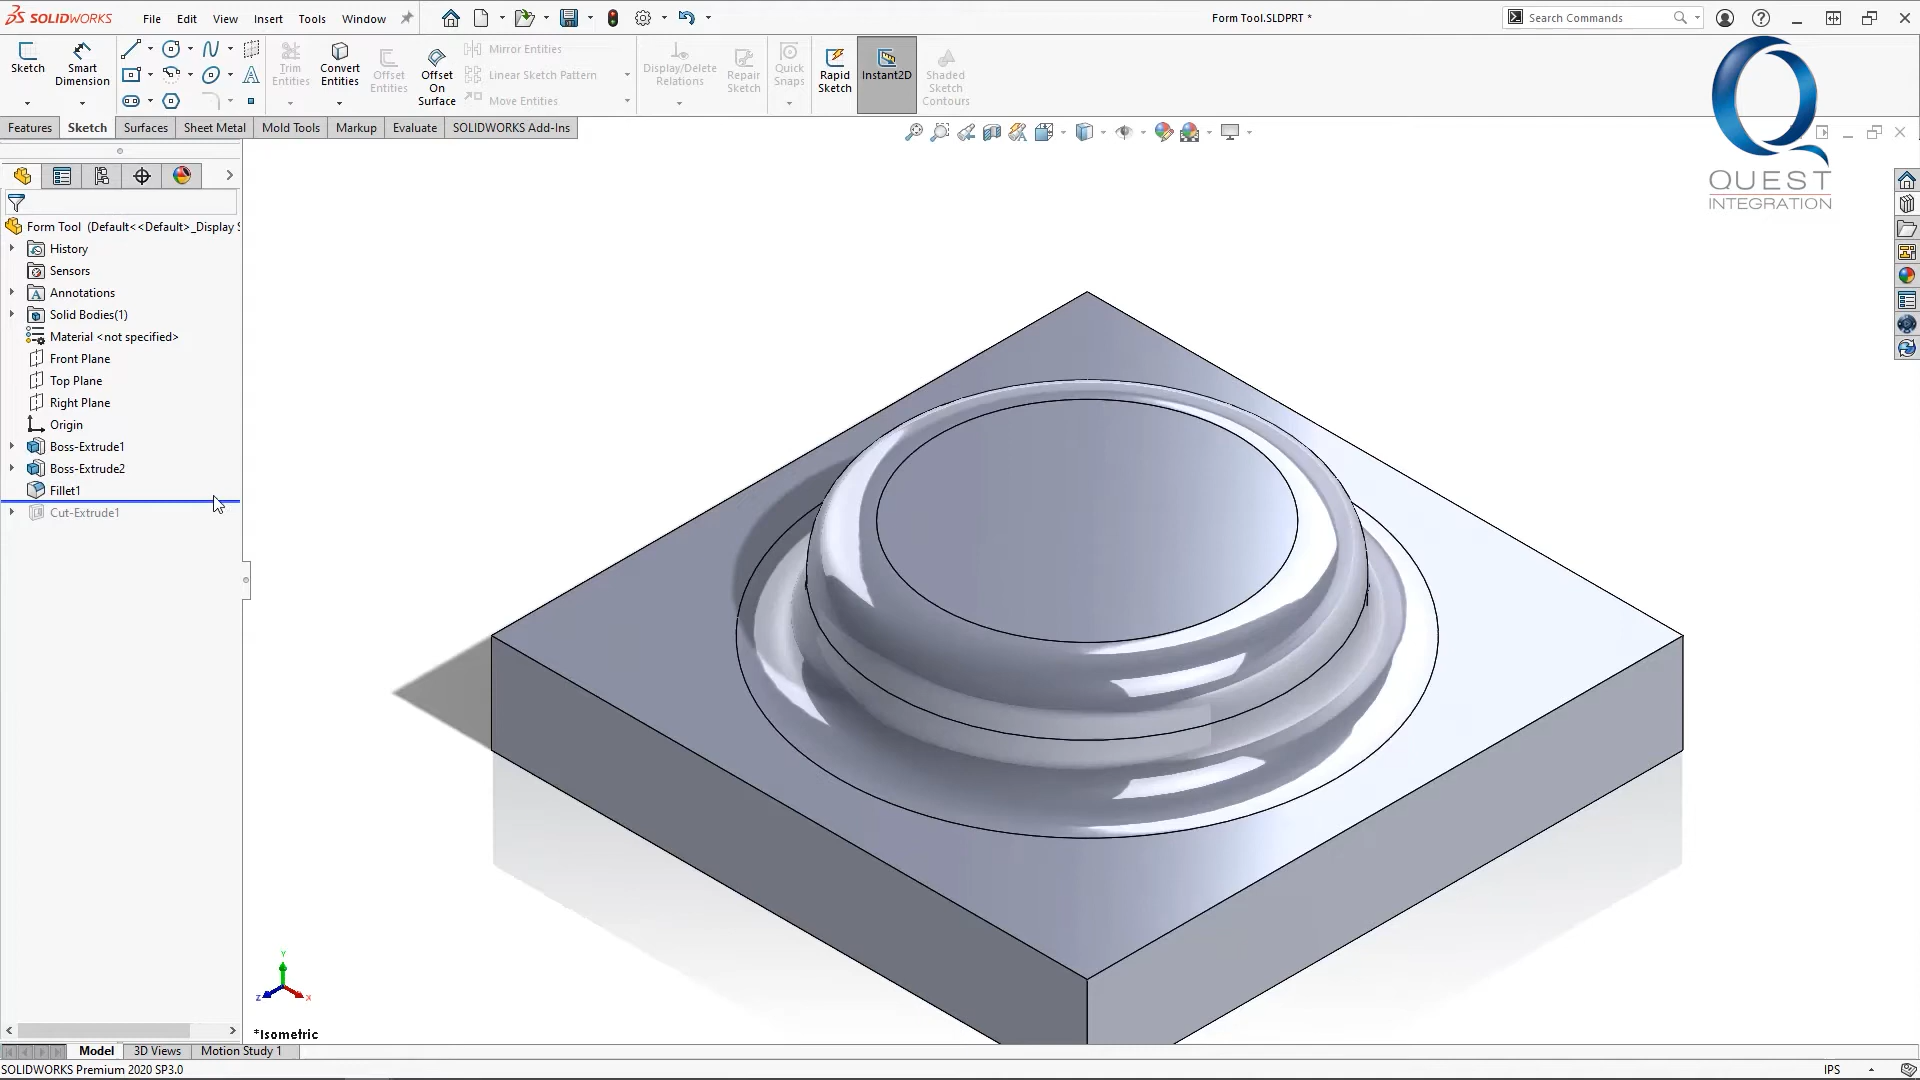 SOLIDWORKS File Edit View Insert Tools Window Form Tool.SLDPRT * Search Commands
Sketch Smart Dimension Trim Entities Convert Entities Offset Entities Offset On Surface Mirror Entities Linear Sketch Pattern Move Entities Display/Delete Relations Repair Sketch Quick Snaps Rapid Sketch Instant2D Shaded Sketch Contours
Features Sketch Surfaces Sheet Metal Mold Tools Markup Evaluate SOLIDWORKS Add-Ins
QUEST
INTEGRATION
Form Tool (Default<<Default>_Display
History
Sensors
Annotations
Solid Bodies(1)
Material <not specified>
Front Plane
Top Plane
Right Plane
Origin
Boss-Extrude1
Boss-Extrude2
Fillet1
Cut-Extrude1
Y
Z X
*Isometric
Model 3D Views Motion Study 1
SOLIDWORKS Premium 2020 SP3.0 IPS